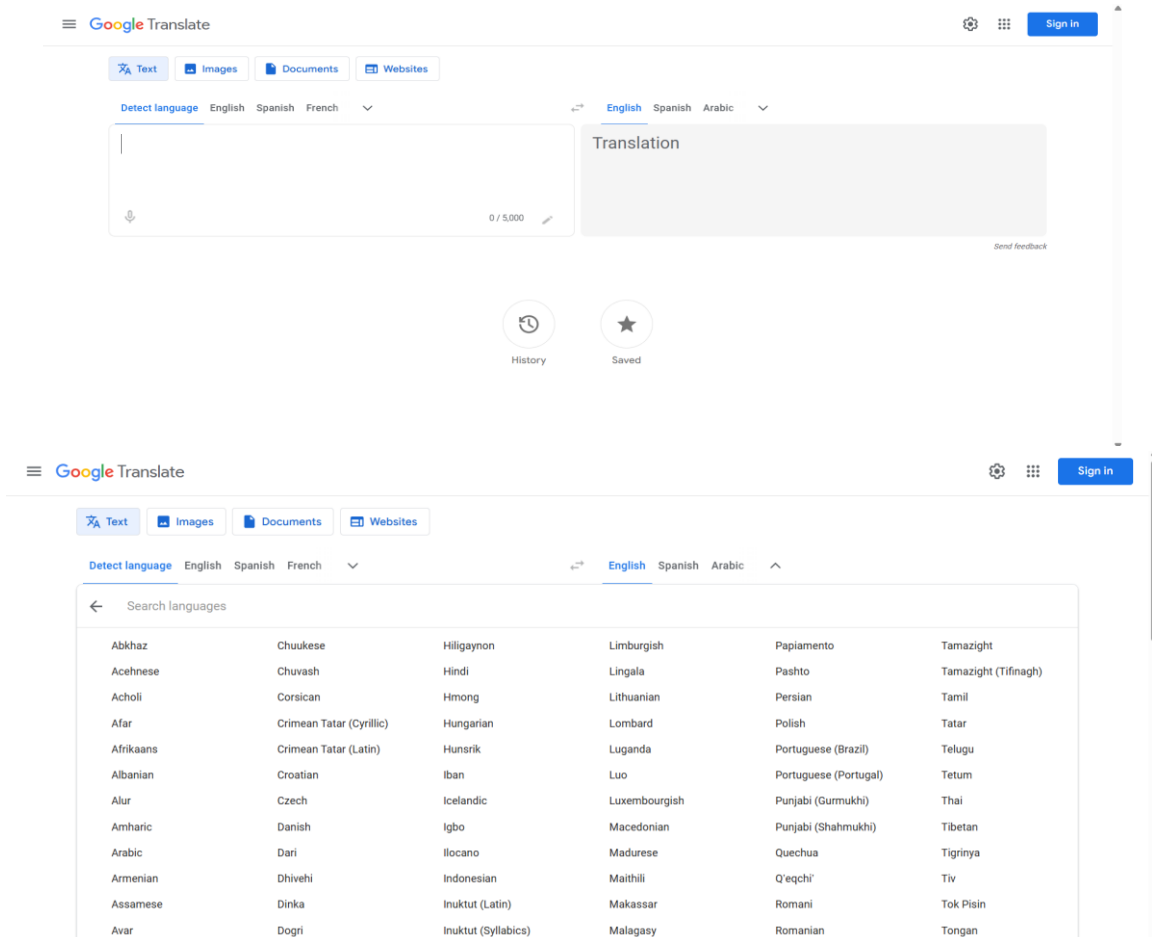 Google Translate
Sign in
Text Images Documents Websites
Detect language English Spanish French
English Spanish Arabic
Translation
0 / 5,000
Send feedback
History Saved
Google Translate
Sign in
Text Images Documents Websites
Detect language English Spanish French
English Spanish Arabic
Search languages
Abkhaz Chuukese Hiligaynon Limburgish Papiamento Tamazight
Acehnese Chuvash Hindi Lingala Pashto Tamazight (Tifinagh)
Acholi Corsican Hmong Lithuanian Persian Tamil
Afar Crimean Tatar (Cyrillic) Hungarian Lombard Polish Tatar
Afrikaans Crimean Tatar (Latin) Hunsrik Luganda Portuguese (Brazil) Telugu
Albanian Croatian Iban Luo Portuguese (Portugal) Tetum
Alur Czech Icelandic Luxembourgish Punjabi (Gurmukhi) Thai
Amharic Danish Igbo Macedonian Punjabi (Shahmukhi) Tibetan
Arabic Dari Ilocano Madurese Quechua Tigrinya
Armenian Dhivehi Indonesian Maithili Q'eqchi' Tiv
Assamese Dinka Inuktut (Latin) Makassar Romani Tok Pisin
Avar Dogri Inuktut (Syllabics) Malagasy Romanian Tongan